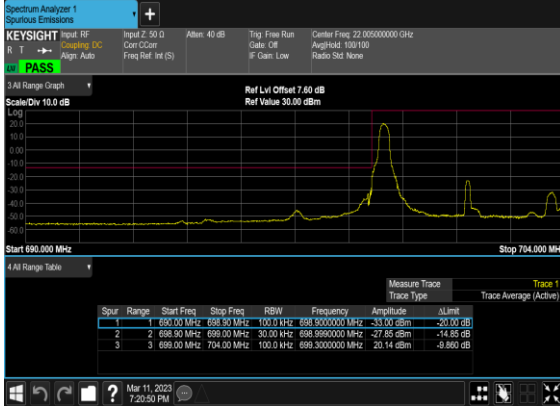 Spectrum Analyzer 1
Spurious Emissions
+
KEYSIGHT Input: RF Input Z: 50 Ω Atten: 40 dB Trig: Free Run Center Freq: 22.005000000 GHz
R T Coupling: DC Corr CCorr Gate: Off Avg|Hold: 100/100
Align: Auto Freq Ref: Int (S) IF Gain: Low Radio Std: None
PASS
3.All Range Graph
Ref Lvl Offset 7.60 dB
Scale/Div 10.0 dB Ref Value 30.00 dBm
Log
20.0
10.0
0.00
-10.0
-20.0
-30.0
-40.0
-50.0
-60.0
Start 690.000 MHz Stop 704.000 MH
4.All Range Table
Measure Trace Trace 1
Trace Type Trace Average (Active)
Spur Range Start Freq Stop Freq RBW Frequency Amplitude ΔLimit
1 1 690.00 MHz 698.90 MHz 100.0 kHz 698.9000000 MHz -33.00 dBm -20.00 dB
2 2 698.90 MHz 699.00 MHz 30.00 kHz 698.9990000 MHz -27.85 dBm -14.85 dB
3 3 699.00 MHz 704.00 MHz 100.0 kHz 699.3000000 MHz 20.14 dBm -9.860 dB
? Mar 11, 2023
7:20:50 PM